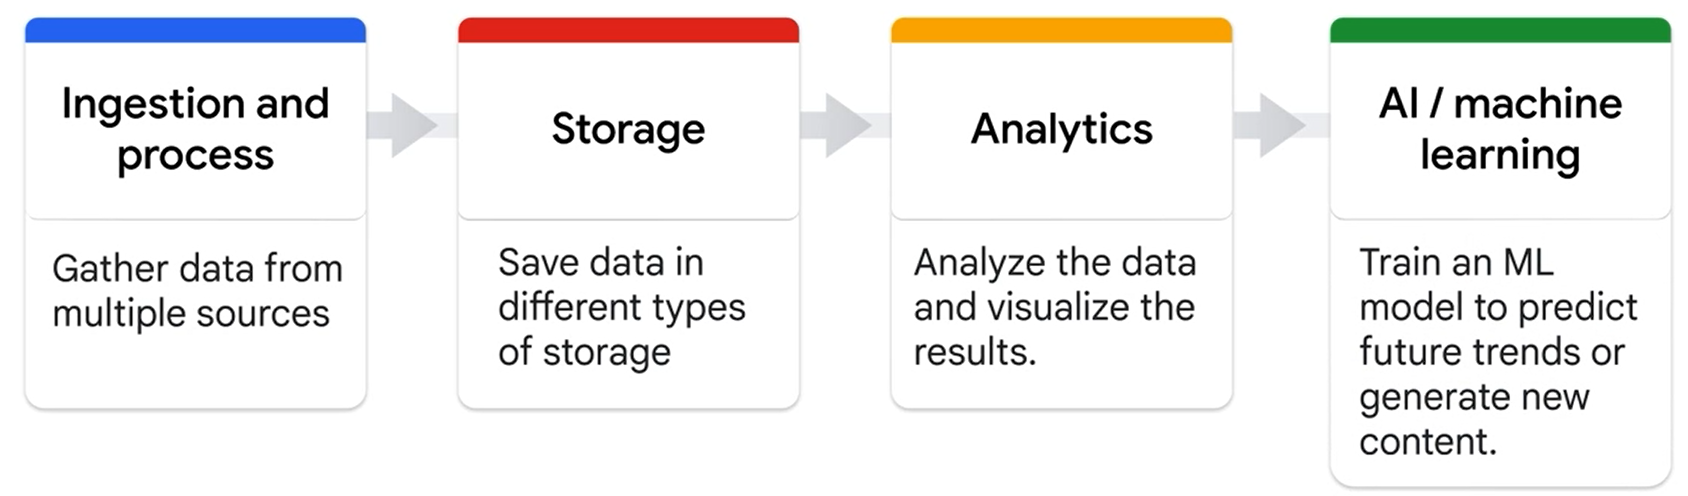 Ingestion and
process
Gather data from
multiple sources
Storage
Save data in
different types
of storage
Analytics
Analyze the data
and visualize the
results.
AI / machine
learning
Train an ML
model to predict
future trends or
generate new
content.